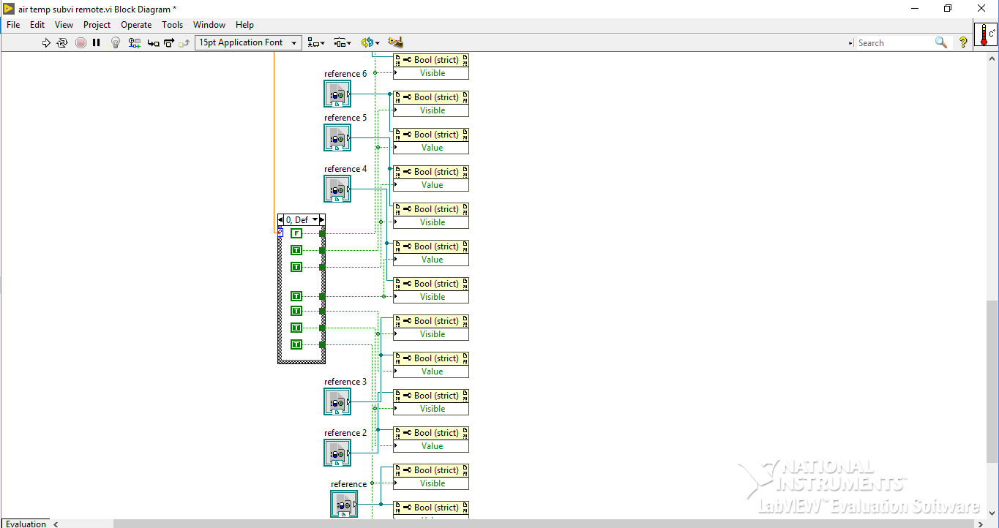 air temp subvi remote.vi Block Diagram *
File Edit View Project Operate Tools Window Help
15pt Application Font
Search
?
C°
Bool (strict)
Visible
reference 6
Bool (strict)
Visible
reference 5
Bool (strict)
Value
reference 4
Bool (strict)
Value
Bool (strict)
Visible
0, Def
F
T
Bool (strict)
Value
T
Bool (strict)
Visible
T
T
Bool (strict)
Visible
T
T
Bool (strict)
Value
reference 3
Bool (strict)
Visible
reference 2
Bool (strict)
Value
Bool (strict)
Visible
reference
Bool (strict)
NATIONAL
INSTRUMENTS™
LabVIEW™ Evaluation Software
Evaluation